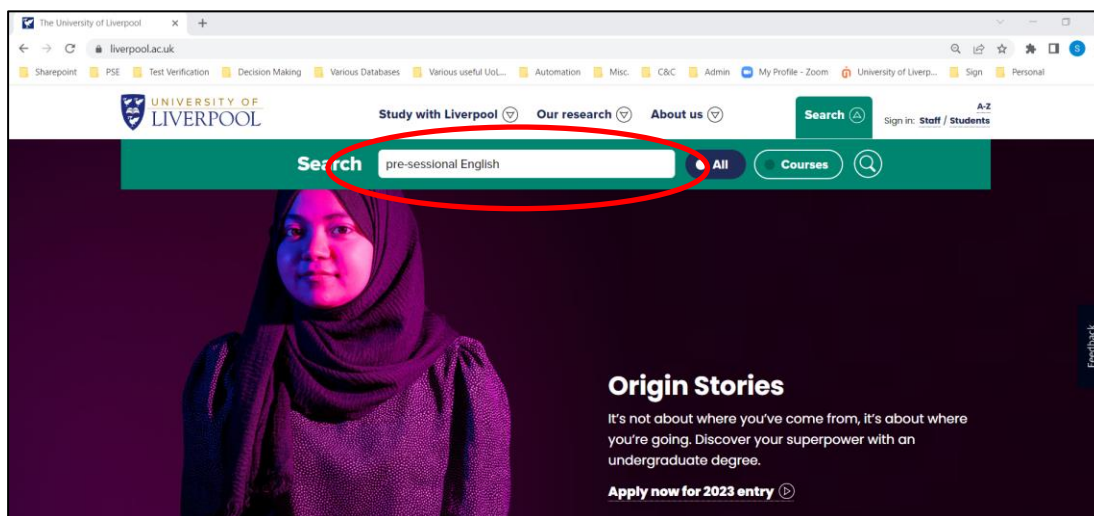 The University of Liverpool
liverpool.ac.uk
Sharepoint PSE Test Verification Decision Making Various Databases Various useful UoL... Automation Misc. C&C Admin My Profile - Zoom University of Liverp... Sign Personal
UNIVERSITY OF
LIVERPOOL
Study with Liverpool Our research About us Search
A-Z
Sign in: Staff / Students
Search pre-sessional English All Courses
Origin Stories
It's not about where you've come from, it's about where
you're going. Discover your superpower with an
undergraduate degree.
Apply now for 2023 entry
Feedback
S